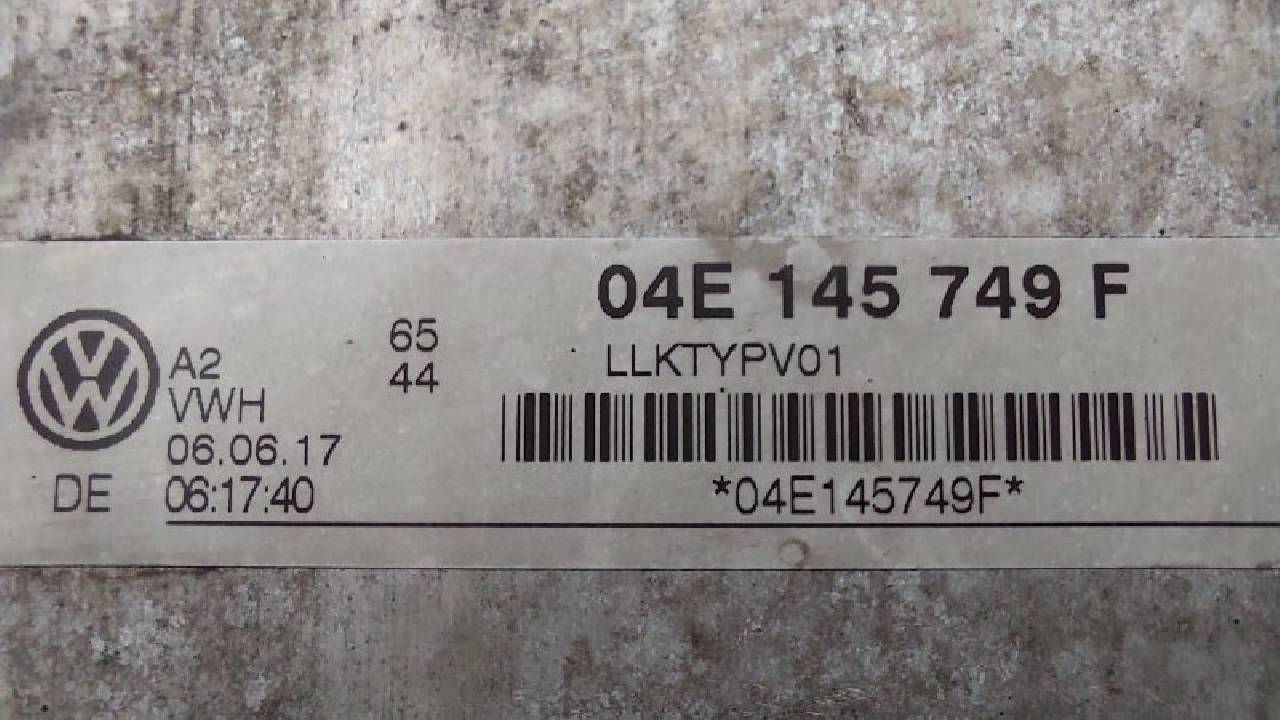 04E 145 749 F
65
LLKTYPV01
A2
44
VWH
06.06.17
DE 06:17:40
*04E145749F*